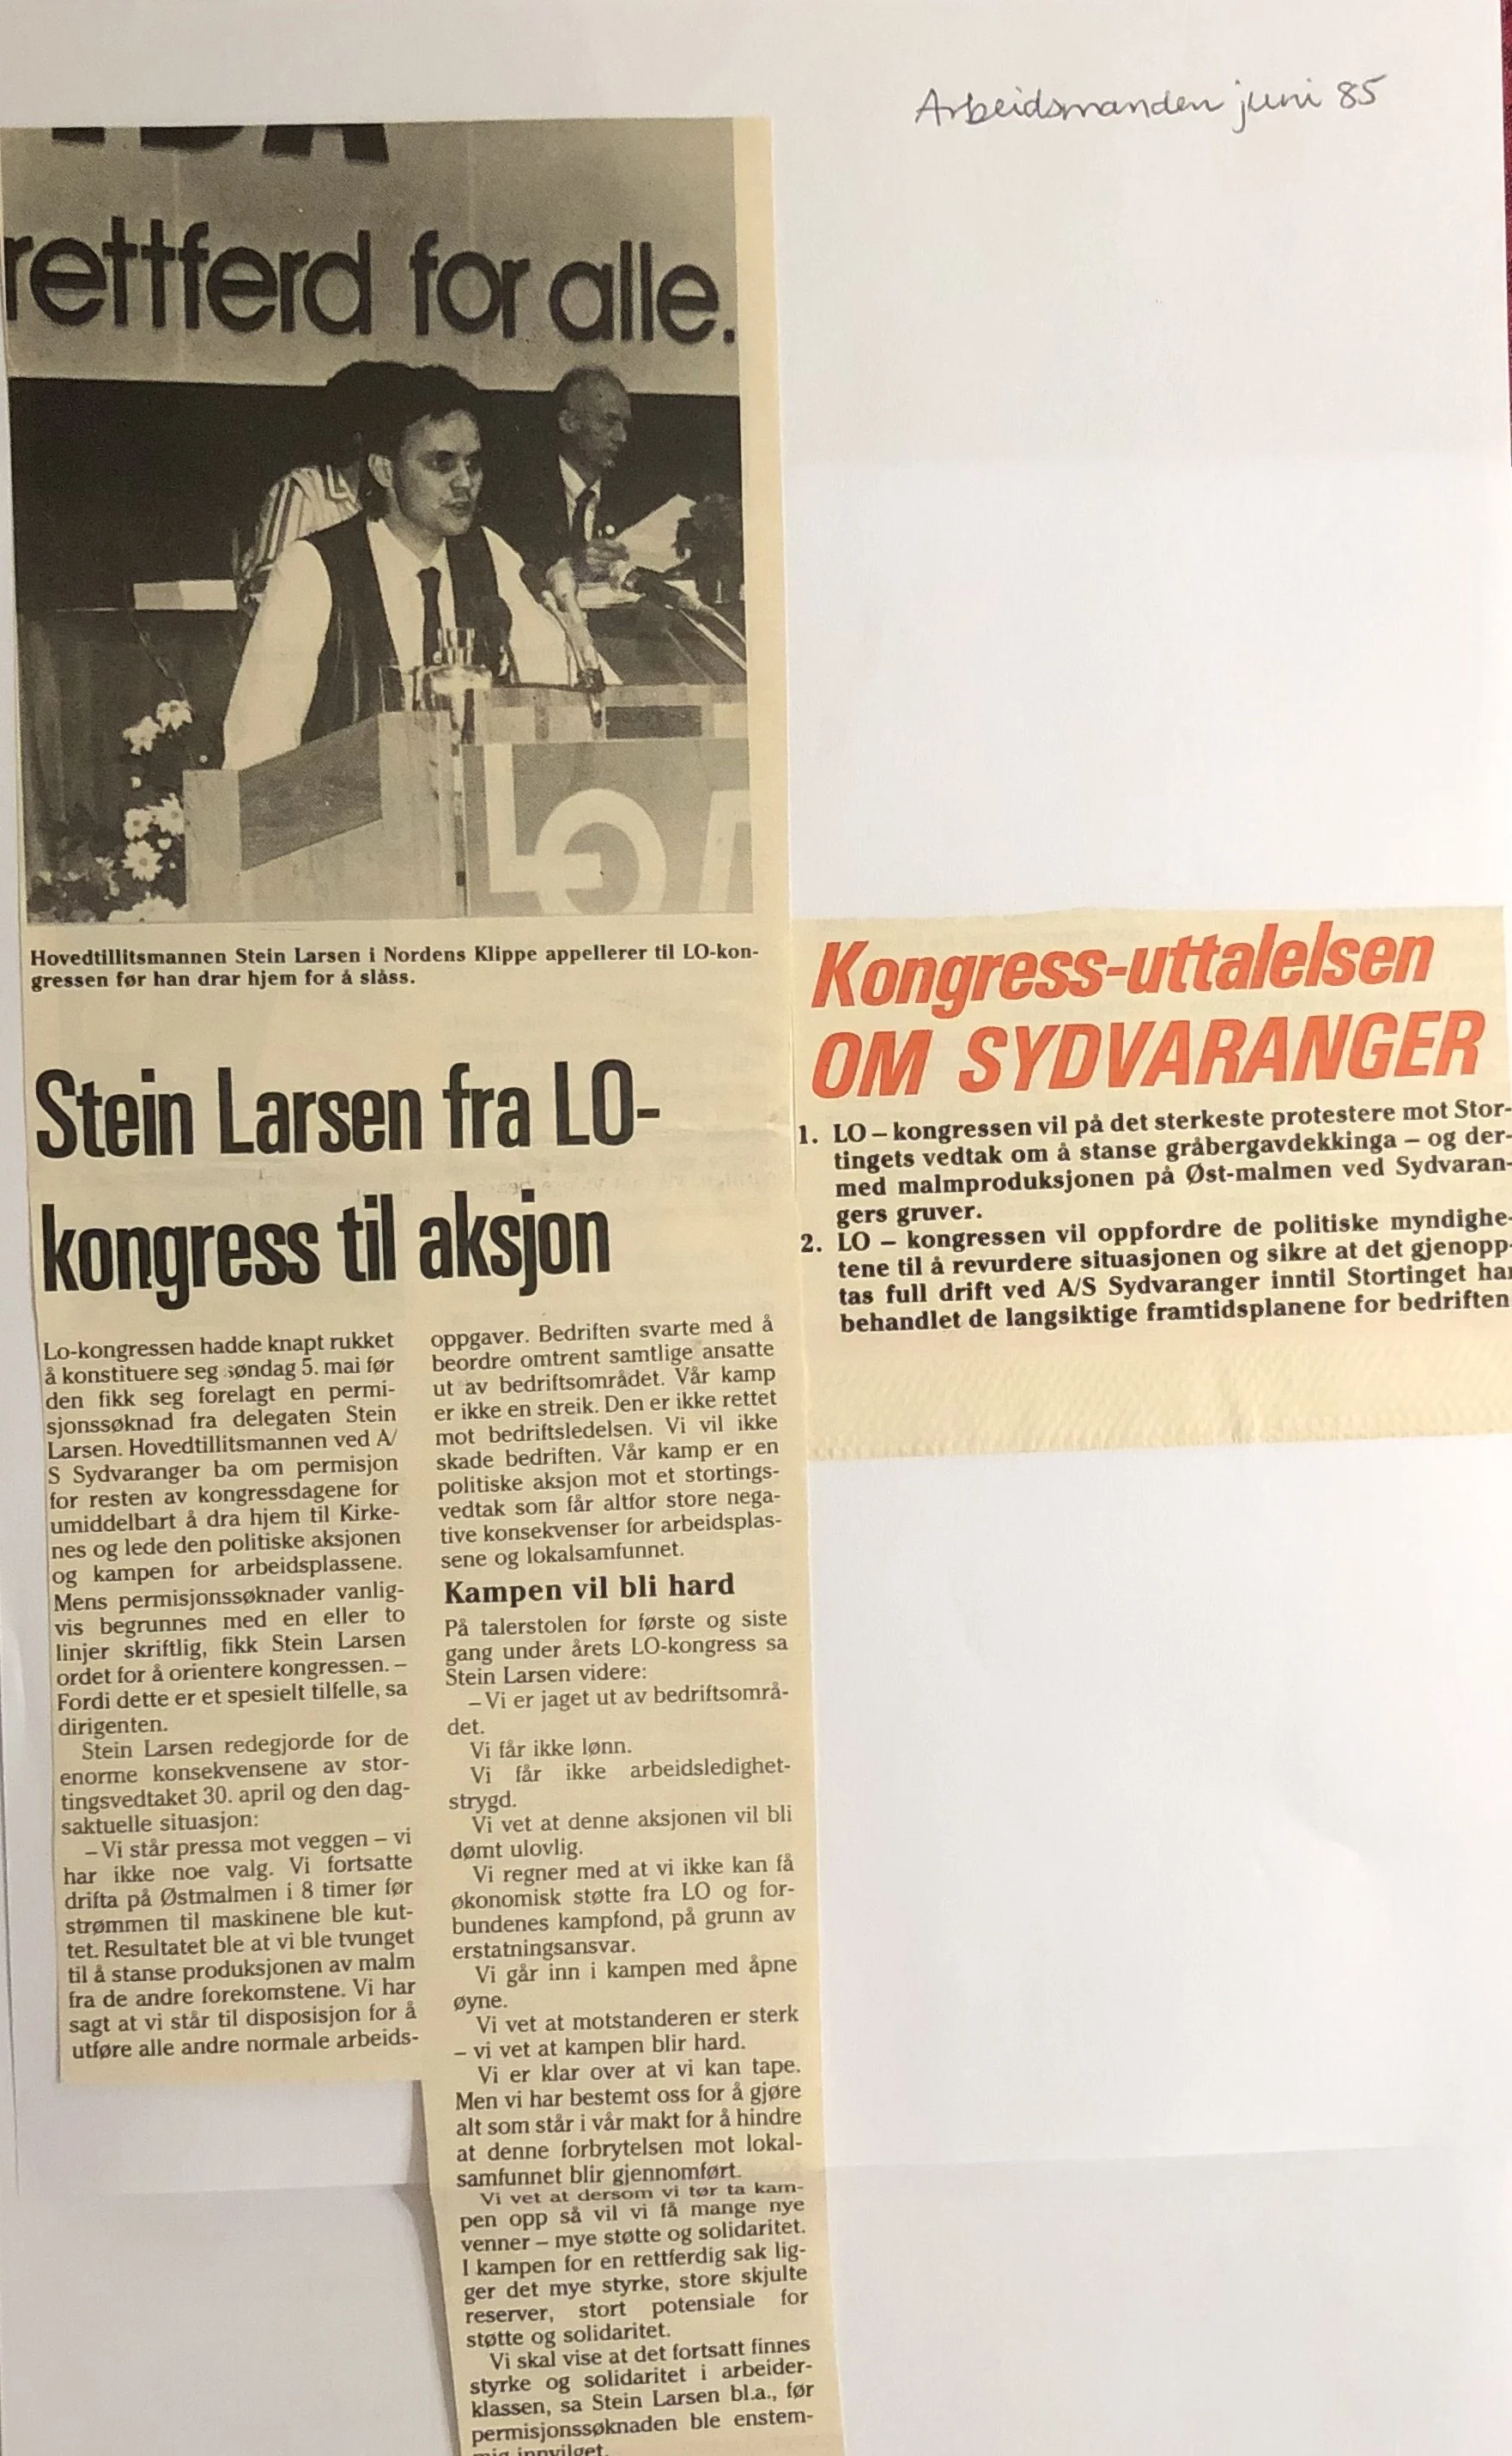 Arbeidsmanden juni 85
rettferd for alle.
LO
Hovedtillitsmannen Stein Larsen i Nordens Klippe appellerer til LO-kon-
gressen før han drar hjem for å slåss.
Stein Larsen fra LO-
kongress til aksjon
Lo-kongressen hadde knapt rukket
å konstituere seg søndag 5. mai før
den fikk seg forelagt en permi-
sjonssøknad fra delegaten Stein
Larsen. Hovedtillitsmannen ved A/
S Sydvaranger ba om permisjon
for resten av kongressdagene for
umiddelbart å dra hjem til Kirke-
nes og lede den politiske aksjonen
og kampen for arbeidsplassene.
Mens permisjonssøknader vanlig-
vis begrunnes med en eller to
linjer skriftlig, fikk Stein Larsen
ordet for å orientere kongressen. –
Fordi dette er et spesielt tilfelle, sa
dirigenten.
Stein Larsen redegjorde for de
enorme konsekvensene av stor-
tingsvedtaket 30. april og den dag-
saktuelle situasjon:
– Vi står pressa mot veggen – vi
har ikke noe valg. Vi fortsatte
drifta på Østmalmen i 8 timer før
strømmen til maskinene ble kut-
tet. Resultatet ble at vi ble tvunget
til å stanse produksjonen av malm
fra de andre forekomstene. Vi har
sagt at vi står til disposisjon for å
utføre alle andre normale arbeids-
oppgaver. Bedriften svarte med å
beordre omtrent samtlige ansatte
ut av bedriftsområdet. Vår kamp
er ikke en streik. Den er ikke rettet
mot bedriftsledelsen. Vi vil ikke
skade bedriften. Vår kamp er en
politiske aksjon mot et stortings-
vedtak som får altfor store nega-
tive konsekvenser for arbeidsplas-
sene og lokalsamfunnet.
Kampen vil bli hard
På talerstolen for første og siste
gang under årets LO-kongress sa
Stein Larsen videre:
– Vi er jaget ut av bedriftsområ-
det.
Vi får ikke lønn.
Vi får ikke arbeidsledighet-
strygd.
Vi vet at denne aksjonen vil bli
dømt ulovlig.
Vi regner med at vi ikke kan få
økonomisk støtte fra LO og for-
bundenes kampfond, på grunn av
erstatningsansvar.
Vi går inn i kampen med åpne
øyne.
Vi vet at motstanderen er sterk
– vi vet at kampen blir hard.
Vi er klar over at vi kan tape.
Men vi har bestemt oss for å gjøre
alt som står i vår makt for å hindre
at denne forbrytelsen mot lokal-
samfunnet blir gjennomført.
Vi vet at dersom vi tør ta kam-
pen opp så vil vi få mange nye
venner – mye støtte og solidaritet.
I kampen for en rettferdig sak lig-
ger det mye styrke, store skjulte
reserver, stort potensiale for
støtte og solidaritet.
Vi skal vise at det fortsatt finnes
styrke og solidaritet i arbeider-
klassen, sa Stein Larsen bl.a., før
permisjonssøknaden ble enstem-
mig innvilget.
Kongress-uttalelsen
OM SYDVARANGER
1. LO – kongressen vil på det sterkeste protestere mot Stor-
tingets vedtak om å stanse gråbergavdekkinga – og der-
med malmproduksjonen på Øst-malmen ved Sydvaran-
gers gruver.
2. LO – kongressen vil oppfordre de politiske myndighe-
tene til å revurdere situasjonen og sikre at det gjenopp-
tas full drift ved A/S Sydvaranger inntil Stortinget har
behandlet de langsiktige framtidsplanene for bedriften